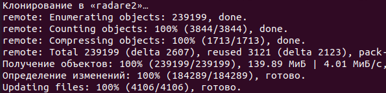 Клонирование в «radare2»…
remote: Enumerating objects: 239199, done.
remote: Counting objects: 100% (3844/3844), done.
remote: Compressing objects: 100% (1713/1713), done.
remote: Total 239199 (delta 2607), reused 3121 (delta 2123), pack-
Получение объектов: 100% (239199/239199), 139.89 МиБ | 4.01 МиБ/с,
Определение изменений: 100% (184289/184289), готово.
Updating files: 100% (4106/4106), готово.